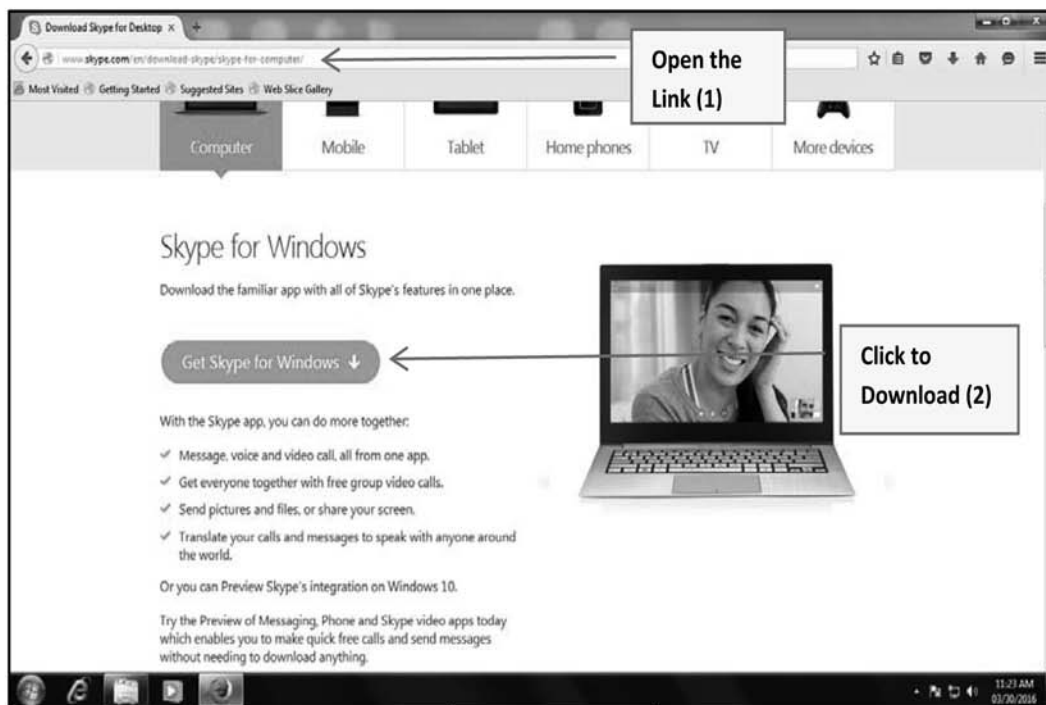 Download Skype for Desktop
www.skype.com/en/download-skype/skype-for-computer/
Open the
Link (1)
Most Visited Getting Started Suggested Sites Web Slice Gallery
Computer Mobile Tablet Home phones TV More devices
Skype for Windows
Download the familiar app with all of Skype's features in one place.
Get Skype for Windows
Click to
Download (2)
With the Skype app, you can do more together:
Message, voice and video call, all from one app.
Get everyone together with free group video calls.
Send pictures and files, or share your screen.
Translate your calls and messages to speak with anyone around
the world.
Or you can Preview Skype's integration on Windows 10.
Try the Preview of Messaging, Phone and Skype video apps today
which enables you to make quick free calls and send messages
without needing to download anything.
11:23 AM
03/30/2016